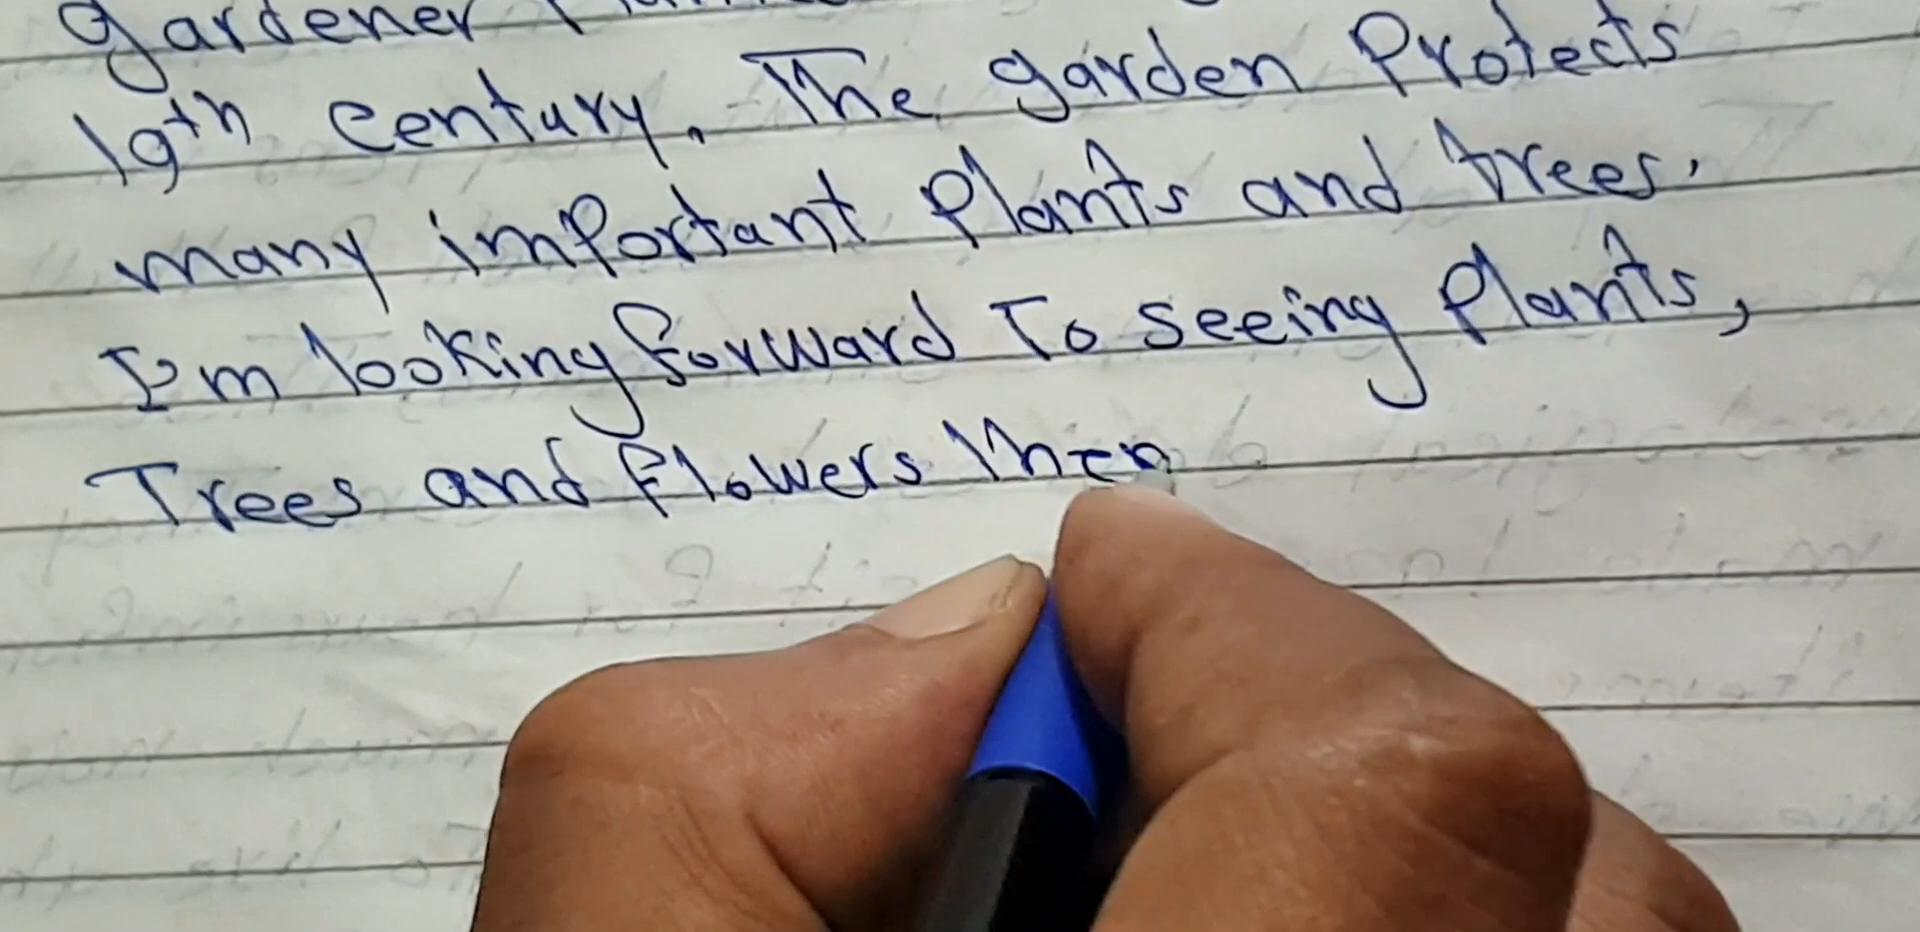 gardener
19th century. The garden Protects
many important Plants and trees.
I'm looking forward To seeing Plants,
Trees and flowers